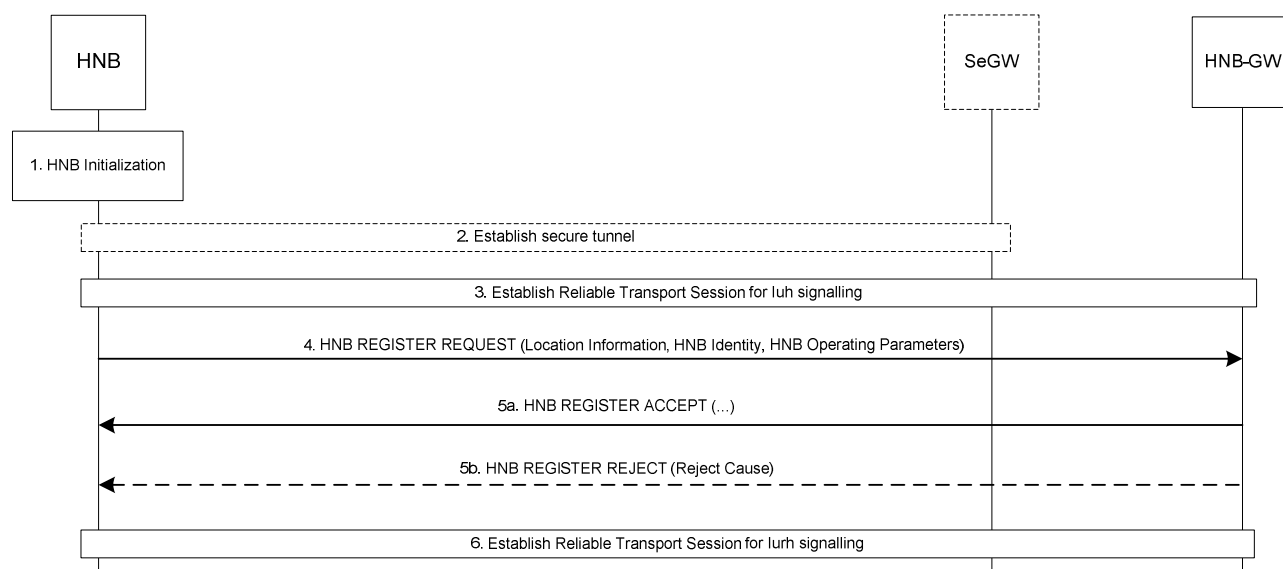 HNB
SeGW
HNB-GW
1. HNB Initialization
2. Establish secure tunnel
3. Establish Reliable Transport Session for Iuh signalling
4. HNB REGISTER REQUEST (Location Information, HNB Identity, HNB Operating Parameters)
5a. HNB REGISTER ACCEPT (...)
5b. HNB REGISTER REJECT (Reject Cause)
6. Establish Reliable Transport Session for Iurh signalling